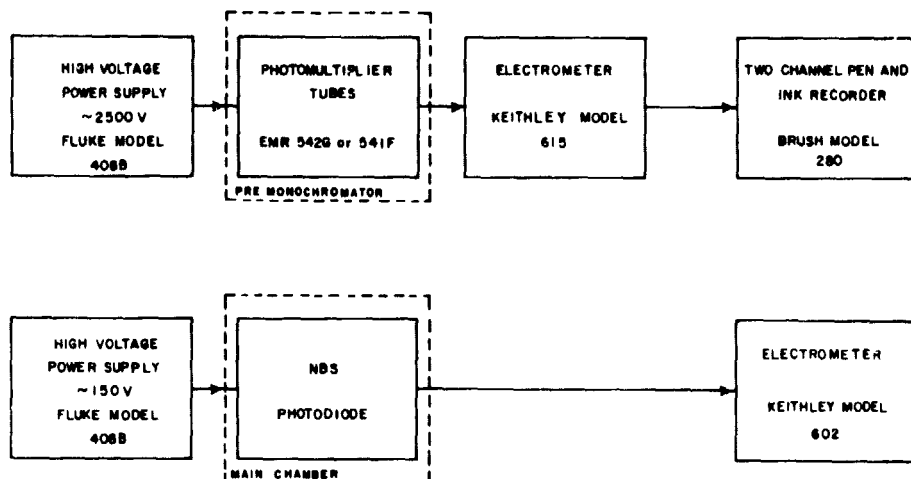 HIGH VOLTAGE
POWER SUPPLY
~2500 V
FLUKE MODEL
408B
PHOTOMULTIPLIER
TUBES
EMR 542G or 541F
PRE MONOCHROMATOR
ELECTROMETER
KEITHLEY MODEL
615
TWO CHANNEL PEN AND
INK RECORDER
BRUSH MODEL
280
HIGH VOLTAGE
POWER SUPPLY
~150 V
FLUKE MODEL
408B
NBS
PHOTODIODE
MAIN CHAMBER
ELECTROMETER
KEITHLEY MODEL
602